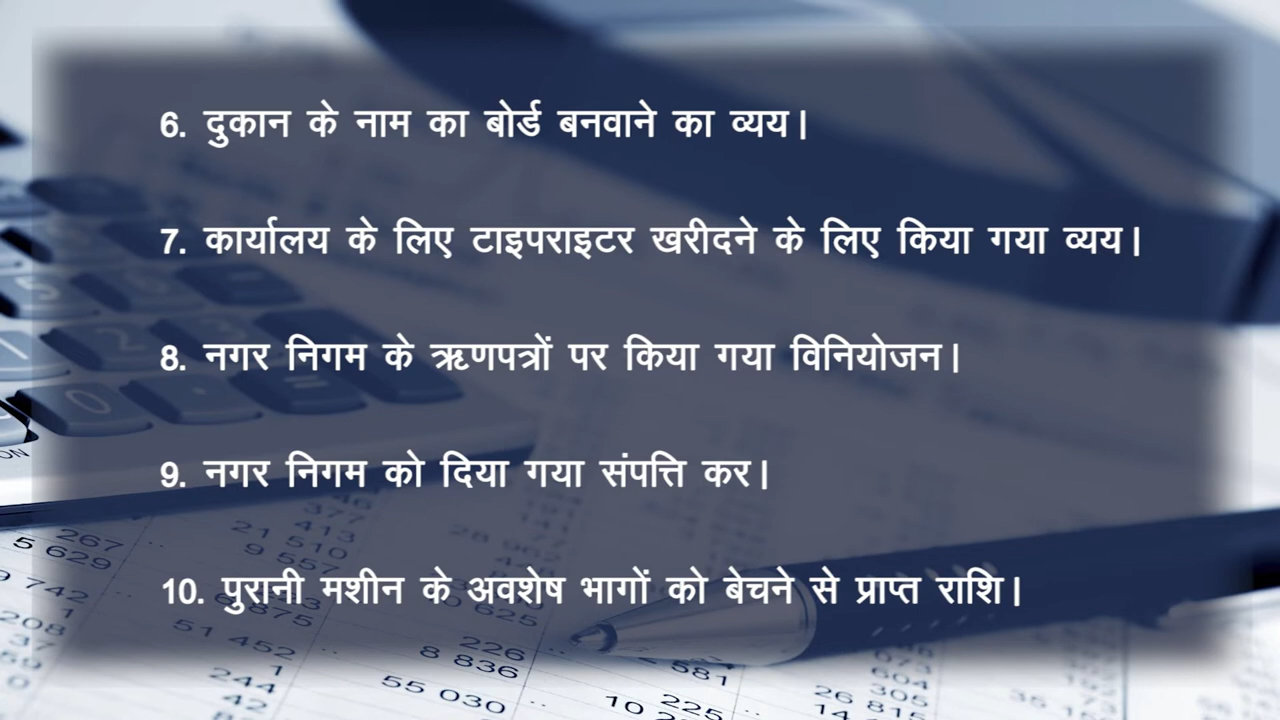 6. दुकान के नाम का बोर्ड बनवाने का व्यय।
7. कार्यालय के लिए टाइपराइटर खरीदने के लिए किया गया व्यय।
8. नगर निगम के ऋणपत्रों पर किया गया विनियोजन।
9. नगर निगम को दिया गया संपत्ति कर।
10. पुरानी मशीन के अवशेष भागों को बेचने से प्राप्त राशि।